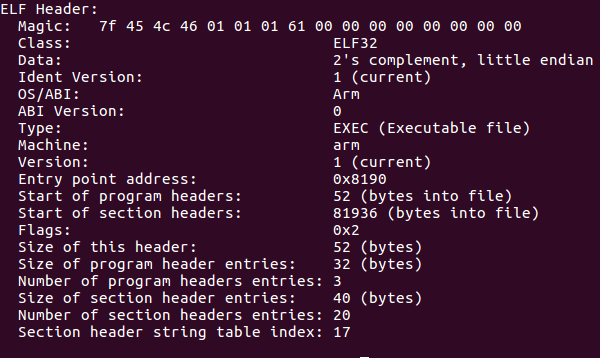 ELF Header:
Magic: 7f 45 4c 46 01 01 01 61 00 00 00 00 00 00 00 00
Class: ELF32
Data: 2's complement, little endian
Ident Version: 1 (current)
OS/ABI: Arm
ABI Version: 0
Type: EXEC (Executable file)
Machine: arm
Version: 1 (current)
Entry point address: 0x8190
Start of program headers: 52 (bytes into file)
Start of section headers: 81936 (bytes into file)
Flags: 0x2
Size of this header: 52 (bytes)
Size of program header entries: 32 (bytes)
Number of program headers entries: 3
Size of section header entries: 40 (bytes)
Number of section headers entries: 20
Section header string table index: 17